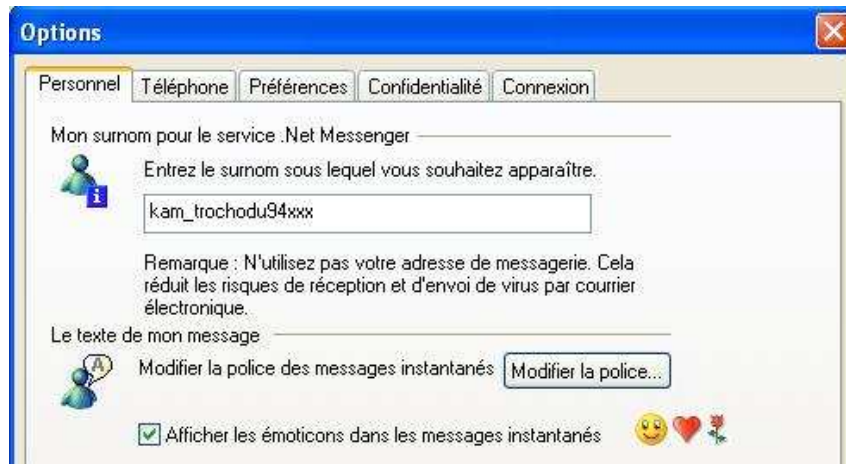 Options
Personnel Téléphone Préférences Confidentialité Connexion
Mon surnom pour le service .Net Messenger
Entrez le surnom sous lequel vous souhaitez apparaître.
kam_trochodu94xxx
Remarque : N'utilisez pas votre adresse de messagerie. Cela
réduit les risques de réception et d'envoi de virus par courrier
électronique.
Le texte de mon message
Modifier la police des messages instantanés Modifier la police...
Afficher les émoticons dans les messages instantanés